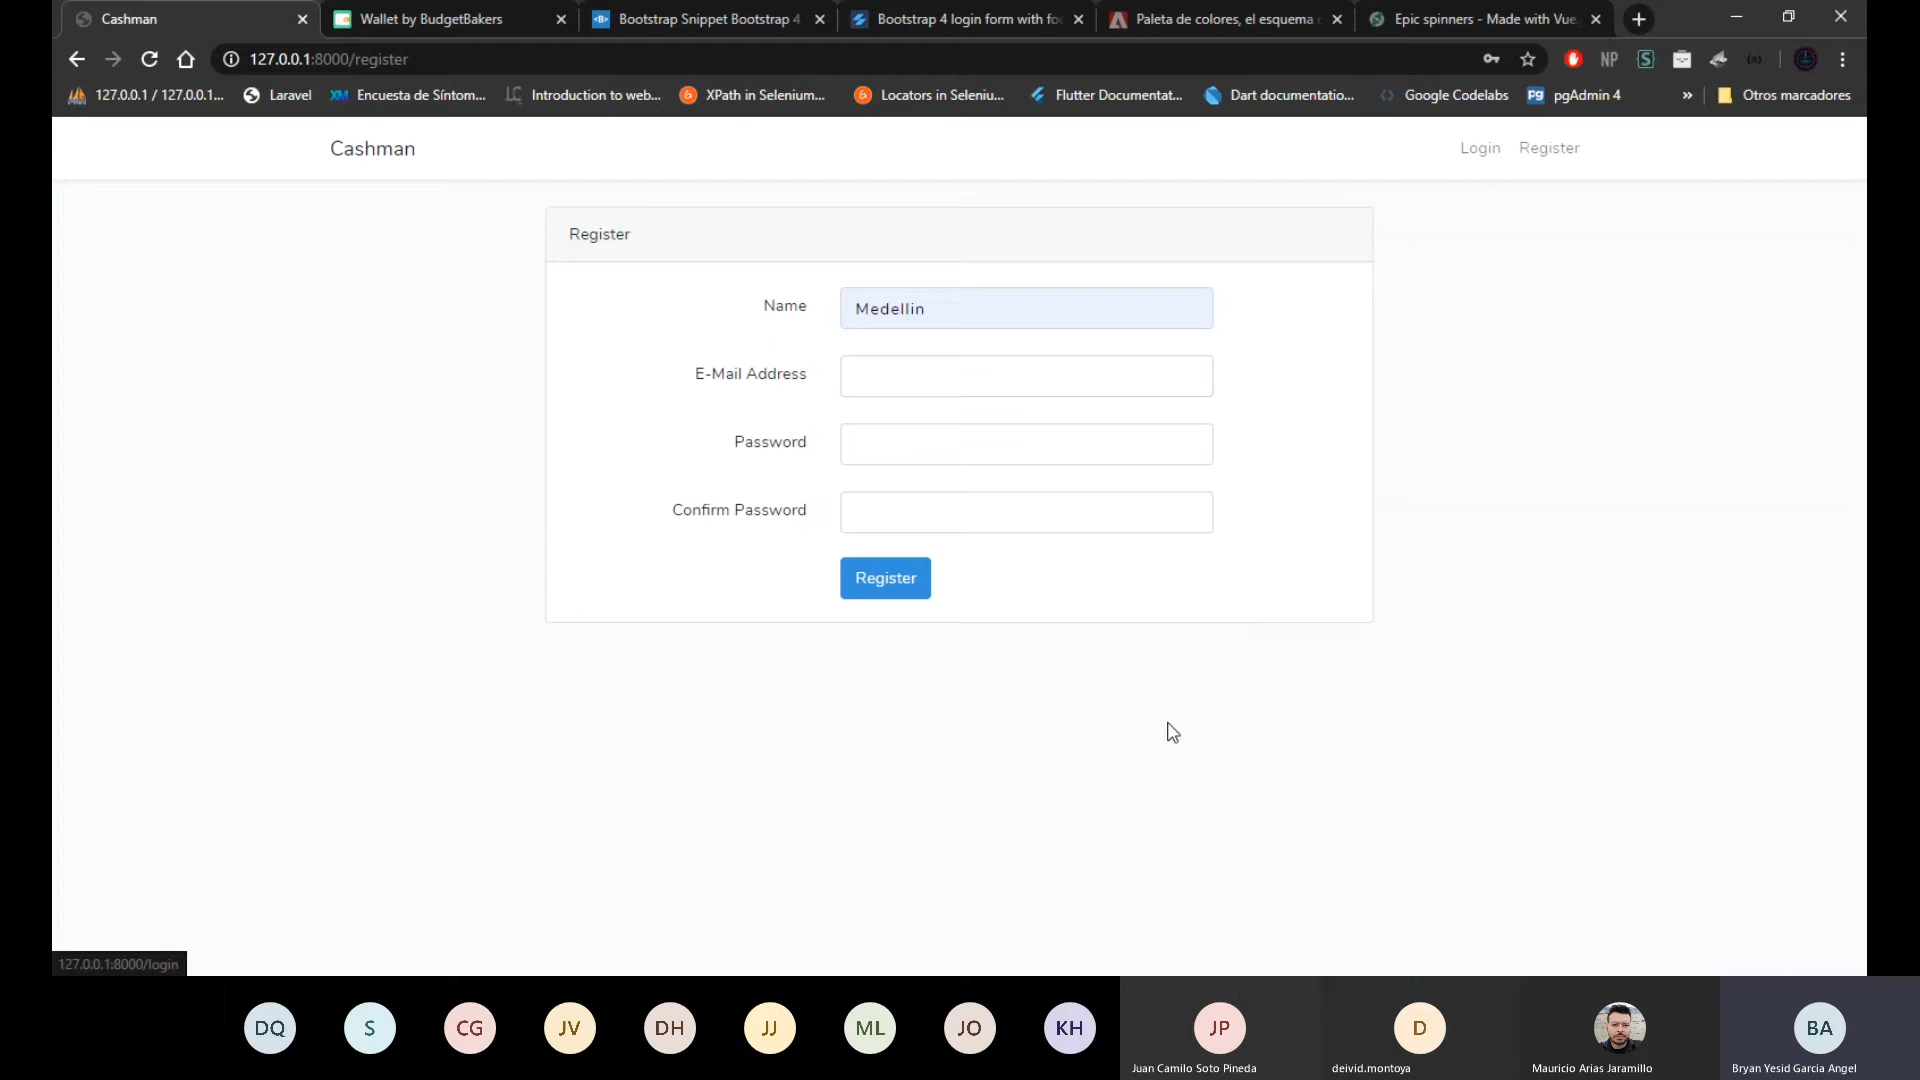 Cashman
Wallet by BudgetBakers
Bootstrap Snippet Bootstrap 4
Bootstrap 4 login form with fo
Paleta de colores, el esquema
Epic spinners - Made with Vue.
127.0.0.1:8000/register
NP
127.0.0.1 / 127.0.0.1...
Laravel
XM Encuesta de Síntom...
LC Introduction to web...
XPath in Selenium...
Locators in Seleniu...
Flutter Documentat...
Dart documentatio...
Google Codelabs
Pg pgAdmin 4
»
Otros marcadores
Cashman
Login
Register
Register
Name
Medellin
E-Mail Address
Password
Confirm Password
Register
127.0.0.1:8000/login
DQ
S
CG
JV
DH
JJ
ML
JO
KH
JP
D
BA
Juan Camilo Soto Pineda
deivid.montoya
Mauricio Arias Jaramillo
Bryan Yesid Garcia Angel